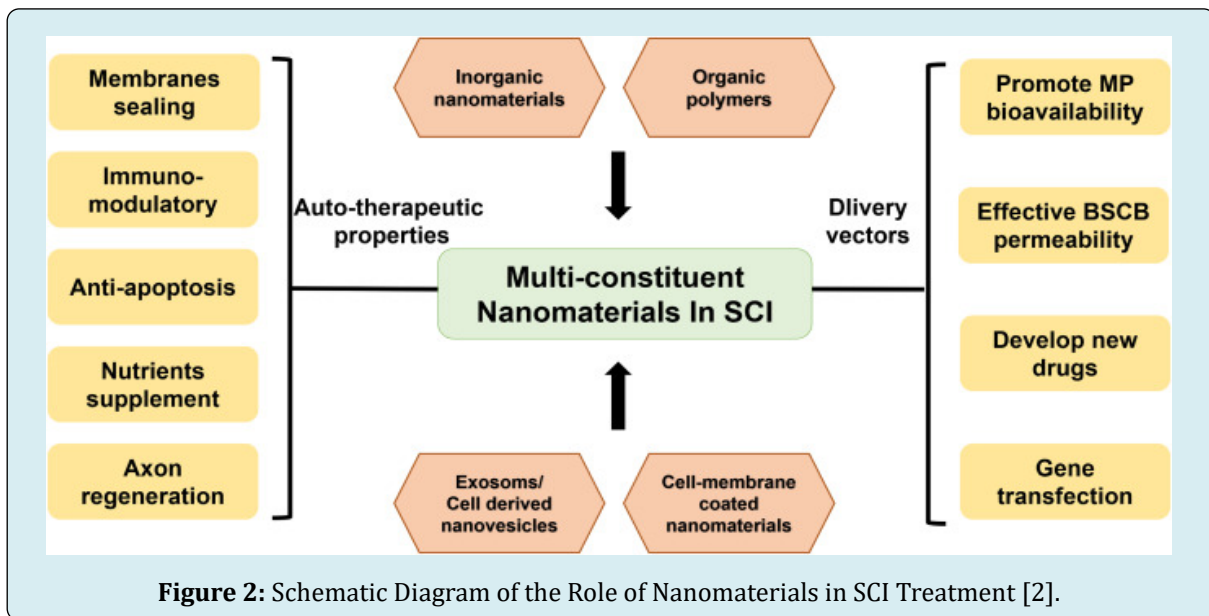 Membranes
sealing
Immuno-
modulatory
Anti-apoptosis
Nutrients
supplement
Axon
regeneration
Auto-therapeutic
properties
Inorganic
nanomaterials
Organic
polymers
Multi-constituent
Nanomaterials In SCI
Exosoms/
Cell derived
nanovesicles
Cell-membrane
coated
nanomaterials
Dlivery
vectors
Promote MP
bioavailability
Effective BSCB
permeability
Develop new
drugs
Gene
transfection
Figure 2: Schematic Diagram of the Role of Nanomaterials in SCI Treatment [2].